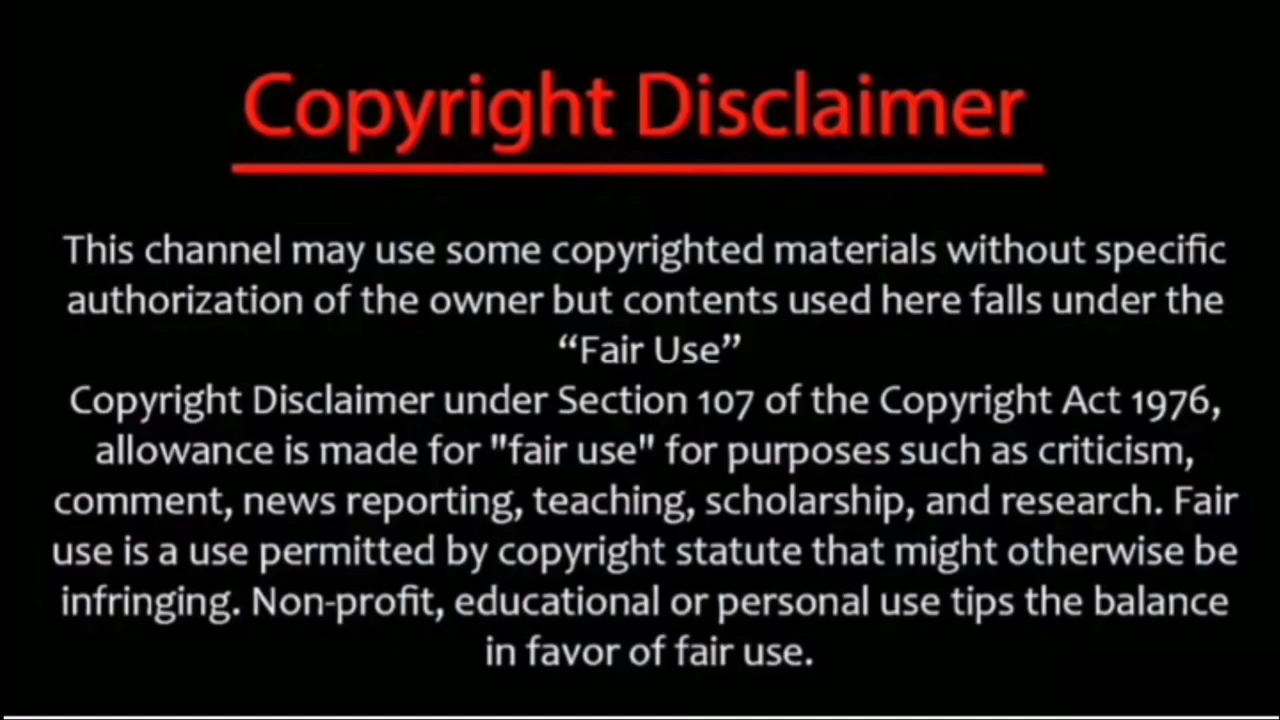 Copyright Disclaimer
This channel may use some copyrighted materials without specific
authorization of the owner but contents used here falls under the
“Fair Use”
Copyright Disclaimer under Section 107 of the Copyright Act 1976,
allowance is made for "fair use" for purposes such as criticism,
comment, news reporting, teaching, scholarship, and research. Fair
use is a use permitted by copyright statute that might otherwise be
infringing. Non-profit, educational or personal use tips the balance
in favor of fair use.